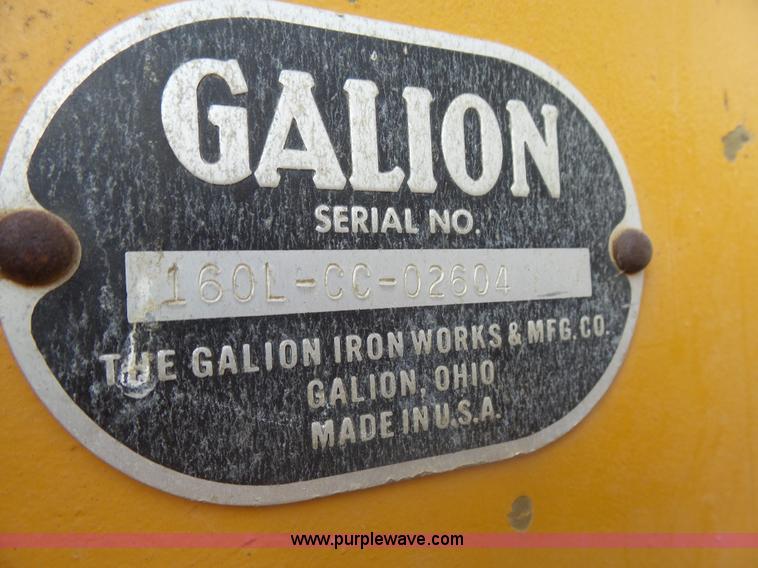 GALION
SERIAL NO.
160L-CC-02604
THE GALION IRON WORKS & MFG. CO.
GALION, OHIO
MADE IN U.S.A.
www.purplewave.com